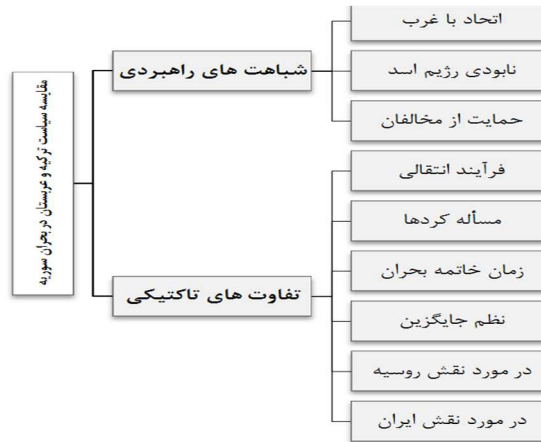 مقایسه سیاست ترکیه و عربستان در بحران سوریه
شباهت های راهبردی
اتحاد با غرب
نابودی رژیم اسد
حمایت از مخالفان
تفاوت های تاکتیکی
فرآیند انتقالی
مسأله کردها
زمان خاتمه بحران
نظم جایگزین
در مورد نقش روسیه
در مورد نقش ایران